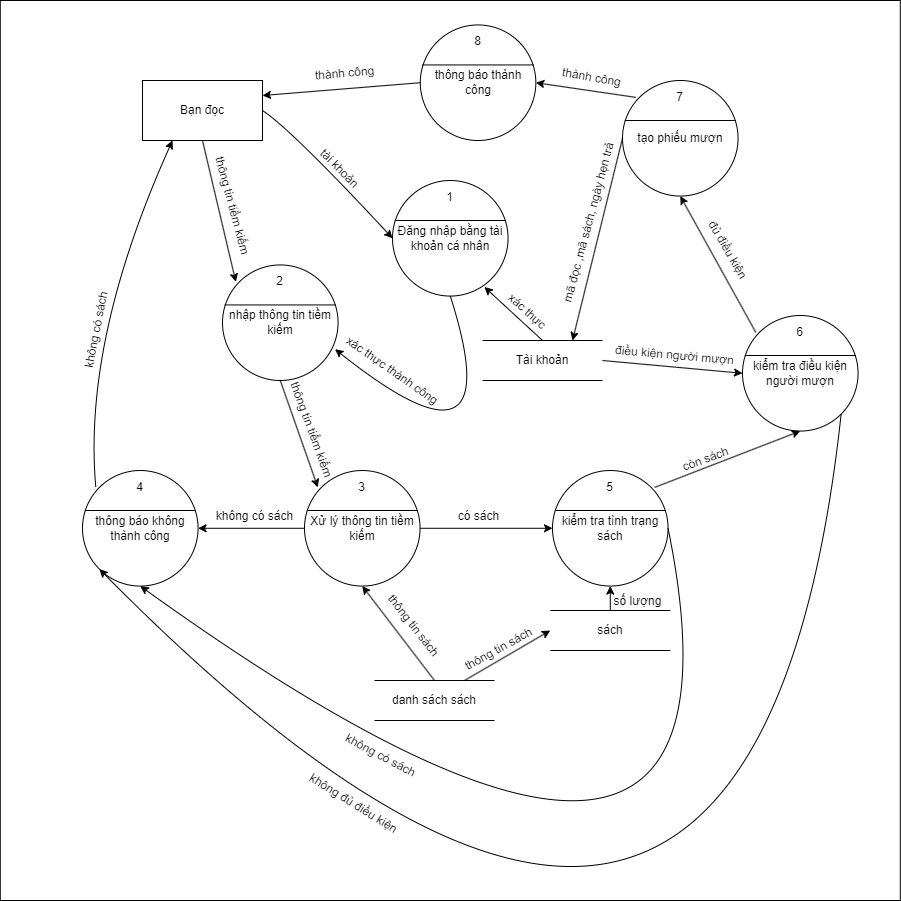 8
thông báo thành
công
thành công
thành công
7
tạo phiếu mượn
Bạn đọc
tài khoản
thông tin tiềm kiếm
mã đọc ,mã sách, ngày hẹn trả
1
Đăng nhập bằng tài
khoản cá nhân
đủ điều kiện
2
nhập thông tin tiềm
kiếm
xác thực
xác thực thành công
Tài khoản
điều kiện người mượn
6
kiểm tra điều kiện
người mượn
không có sách
thông tin tiềm kiếm
còn sách
4
thông báo không
thành công
không có sách
3
Xử lý thông tin tiềm
kiếm
có sách
5
kiểm tra tình trạng
sách
số lượng
sách
thông tin sách
thông tin sách
danh sách sách
không có sách
không đủ điều kiện